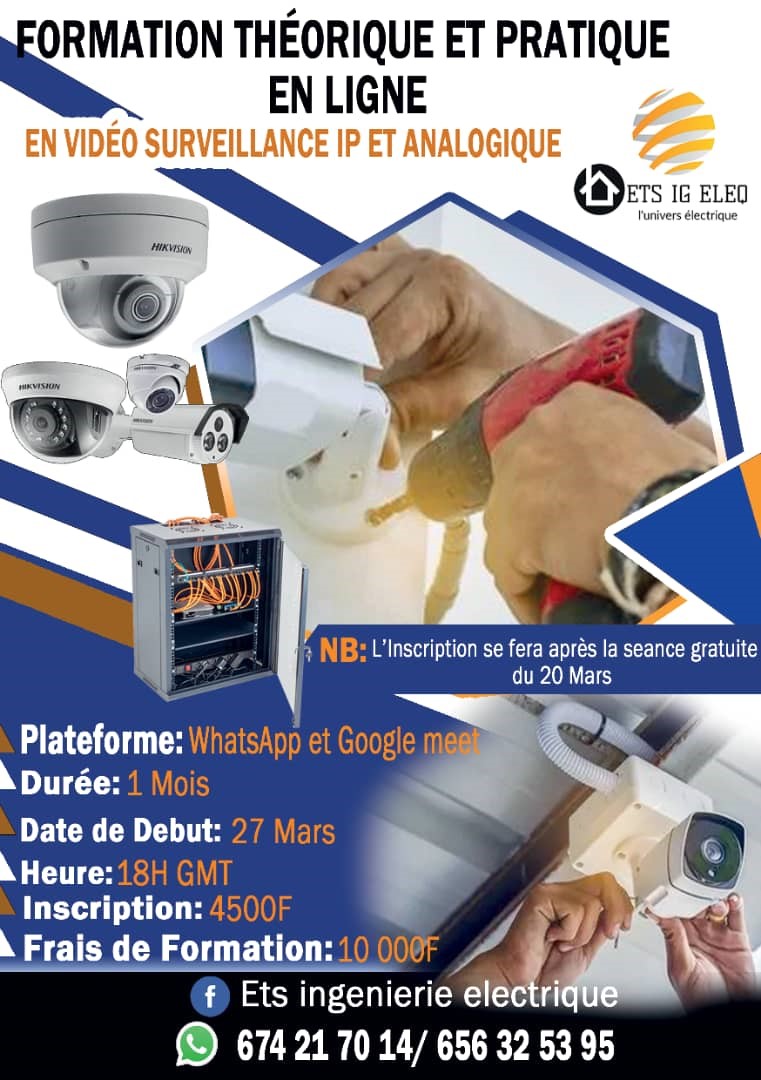 FORMATION THÉORIQUE ET PRATIQUE
EN LIGNE
EN VIDÉO SURVEILLANCE IP ET ANALOGIQUE
ETS IG ELEQ
l'univers électrique
HIKVISION
HIKVISION
HIKVISION
HIKVISION
NB: L'Inscription se fera après la seance gratuite
du 20 Mars
Plateforme: WhatsApp et Google meet
Durée: 1 Mois
Date de Debut: 27 Mars
Heure: 18H GMT
Inscription: 4500F
Frais de Formation: 10 000F
f Ets ingenierie electrique
674 21 70 14/ 656 32 53 95